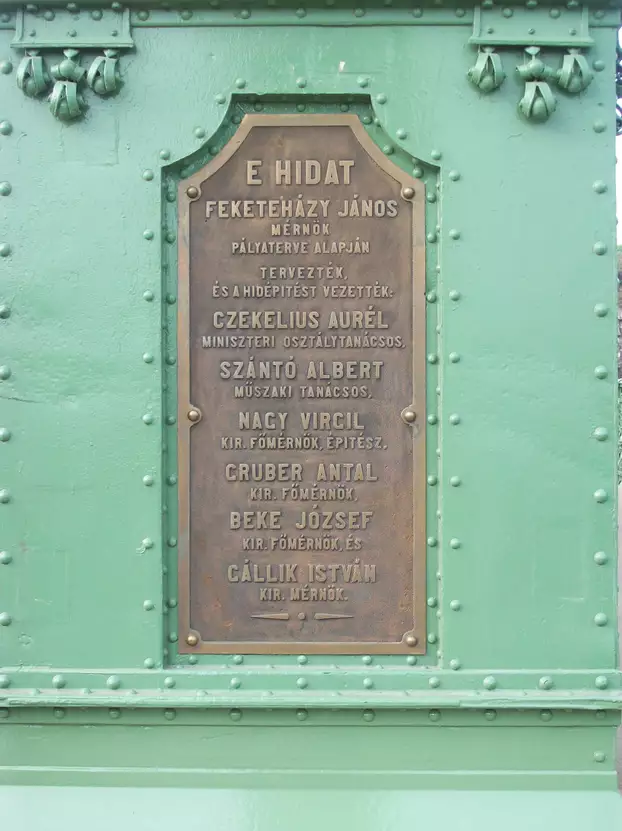 E HIDAT
FEKETEHÁZY JÁNOS
MÉRNÖK
PÁLYATERVE ALAPJÁN
TERVEZTÉK,
ÉS A HIDÉPITÉST VEZETTÉK:
CZEKELIUS AURÉL
MINISZTERI OSZTÁLYTANÁCSOS,
SZÁNTÓ ALBERT
MŰSZAKI TANÁCSOS,
NAGY VIRGIL
KIR. FŐMÉRNÖK, ÉPITÉSZ,
GRUBER ANTAL
KIR. FŐMÉRNÖK,
BEKE JÓZSEF
KIR. FŐMÉRNÖK, ÉS
GÁLLIK ISTVÁN
KIR. MÉRNÖK.